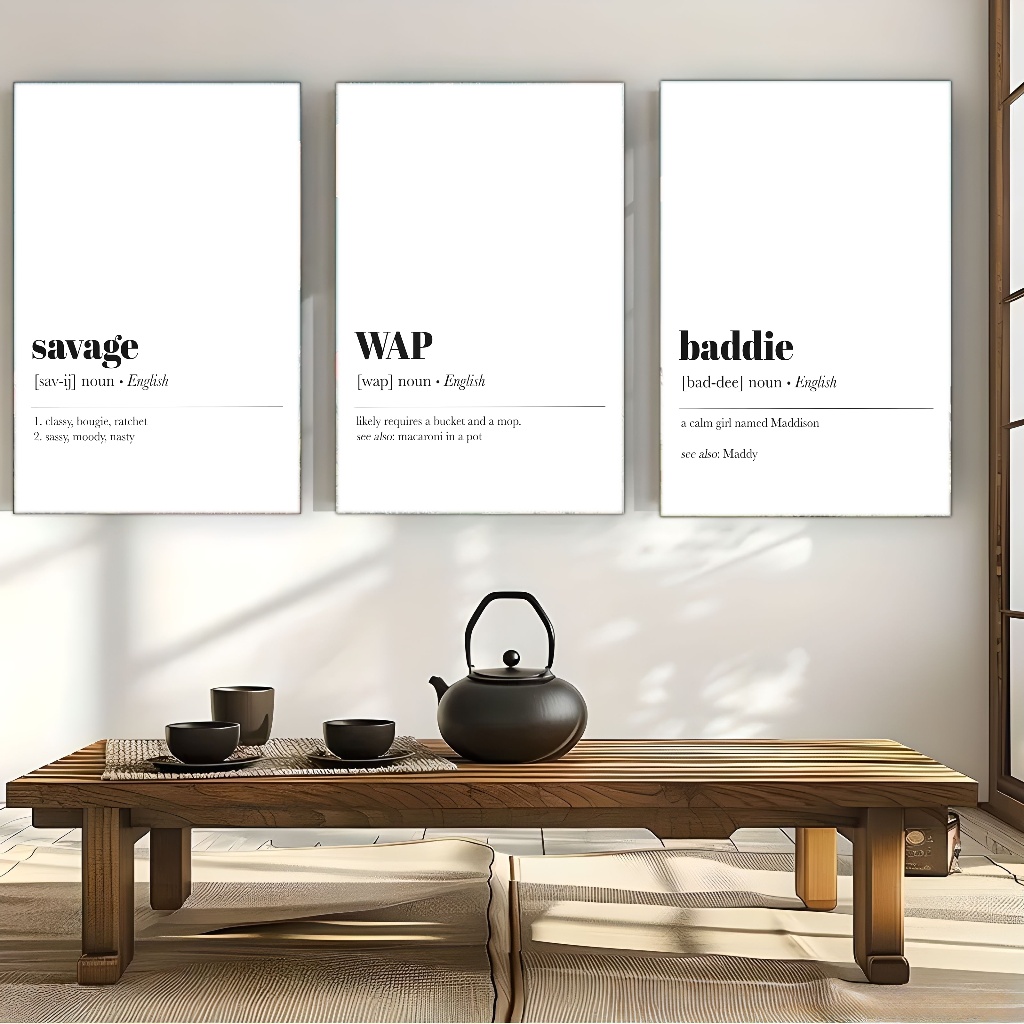 savage
[sav-ij] noun • English
1. classy, bougie, ratchet
2. sassy, moody, nasty
WAP
[wap] noun • English
likely requires a bucket and a mop.
see also: macaroni in a pot
baddie
[bad-dee] noun • English
a calm girl named Maddison
see also: Maddy